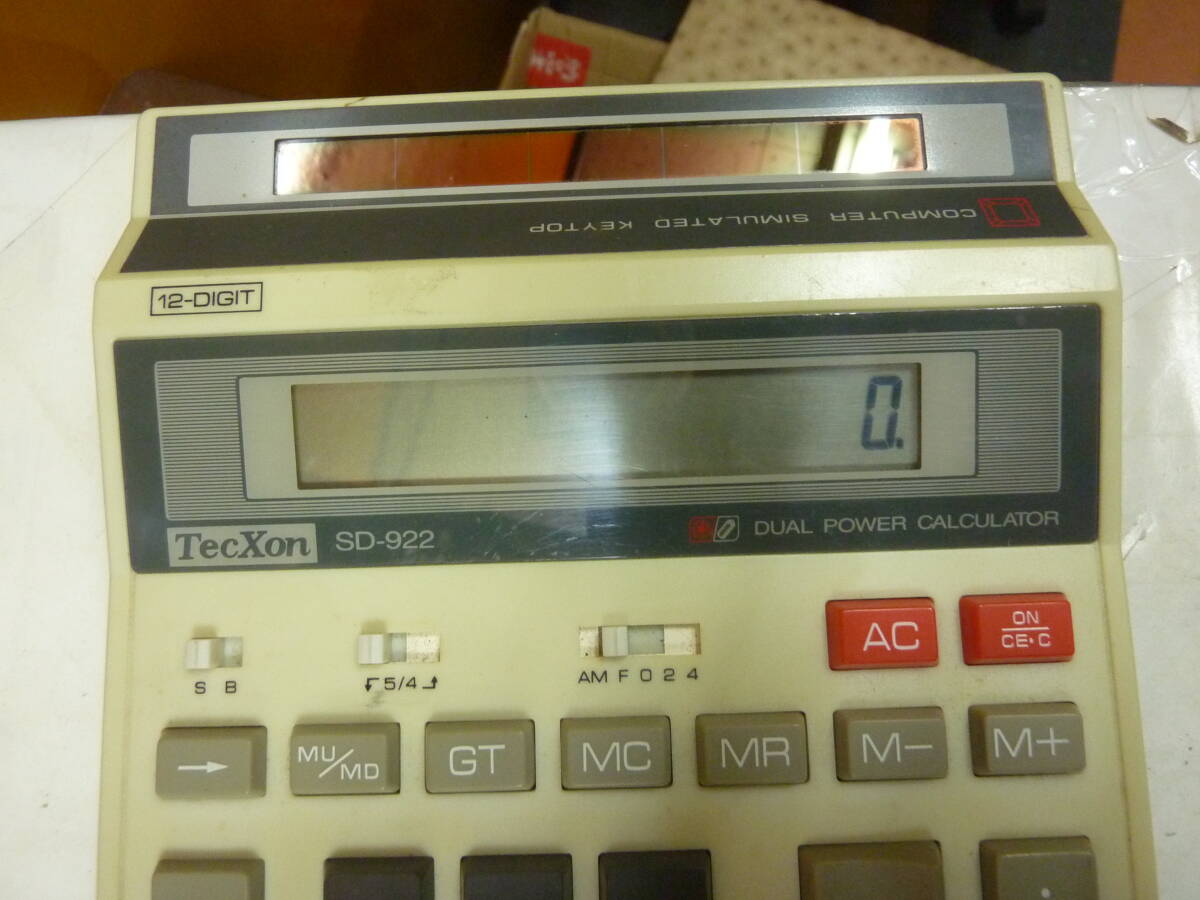 COMPUTER SIMULATED KEYTOP
12-DIGIT
0.
TecXon SD-922 DUAL POWER CALCULATOR
AC ON
CE•C
S B 5/4 AM F 0 2 4
→ MU/MD GT MC MR M− M+